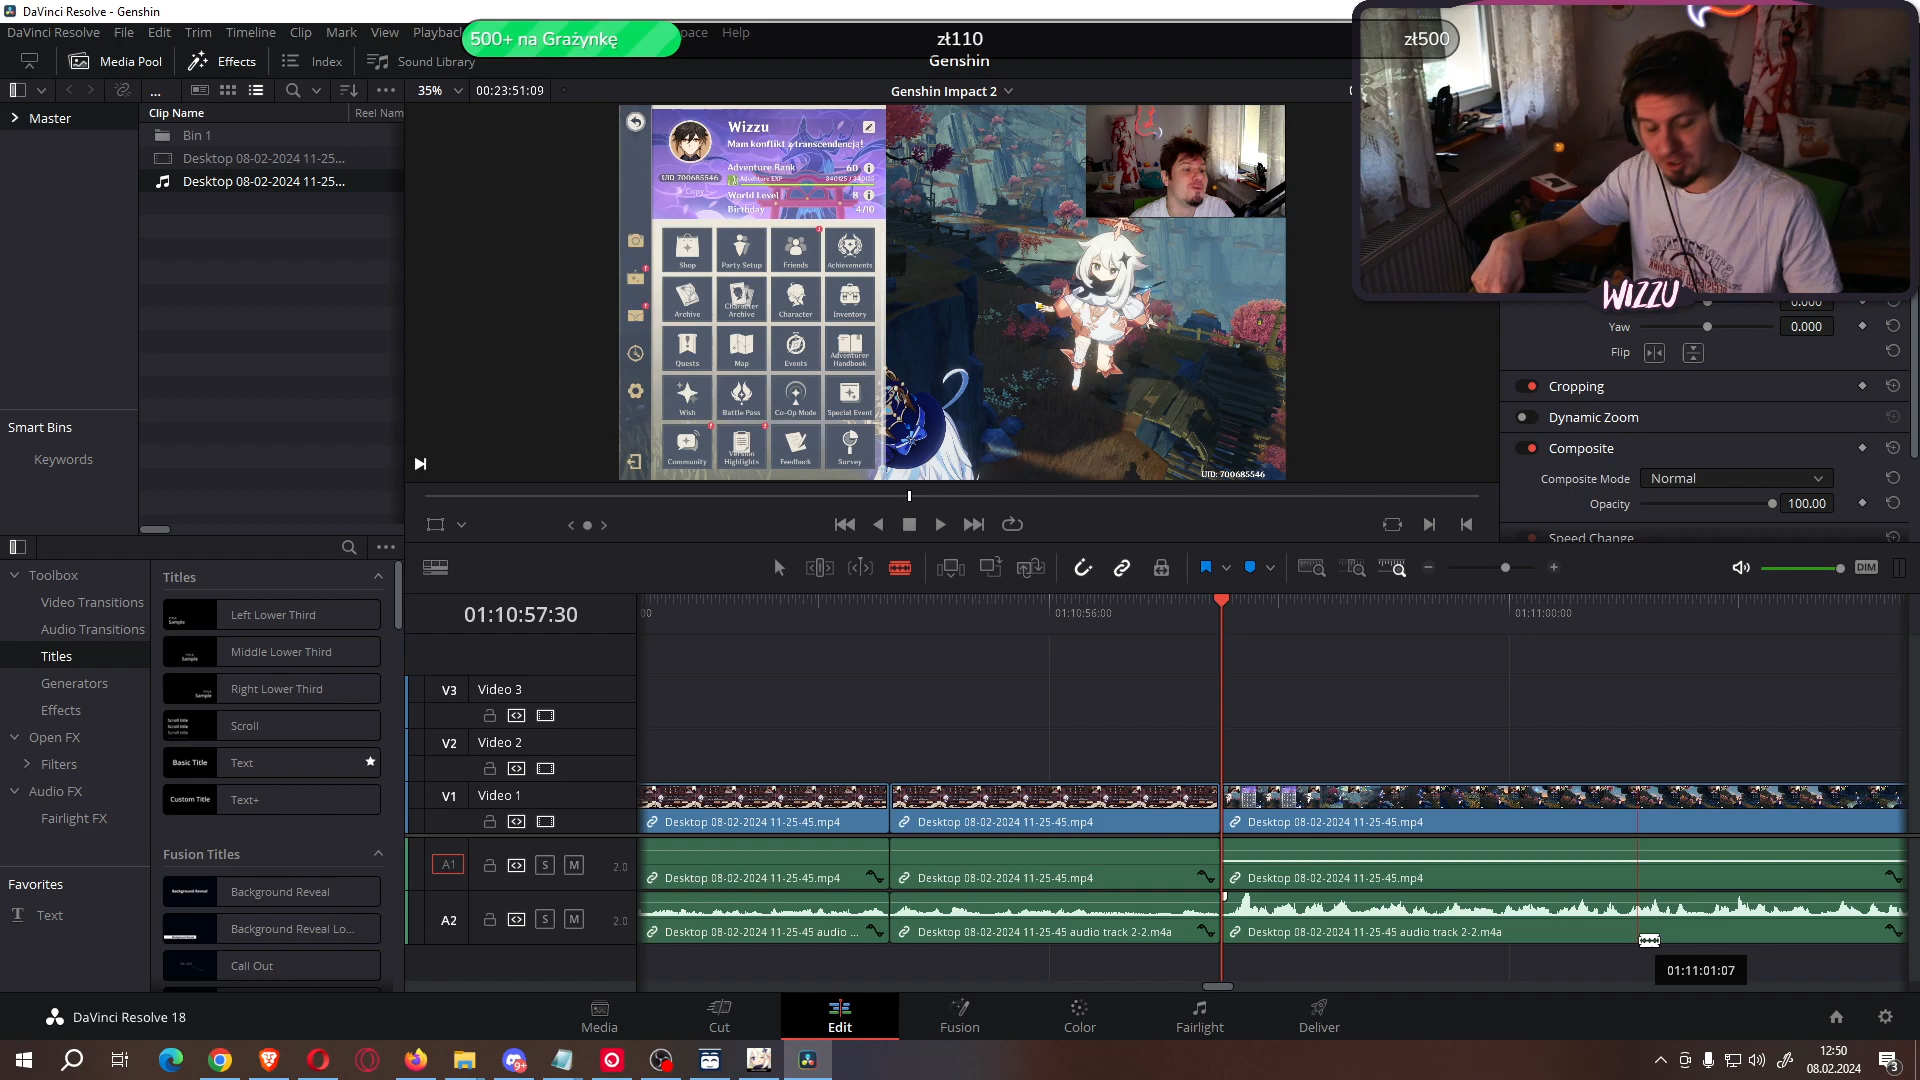 DaVinci Resolve - Genshin
DaVinci Resolve File Edit Trim Timeline Clip Mark View Playback Help
500+ na Grażynkę zł110 zł500
Media Pool Effects Index Sound Library Genshin
35% 00:23:51:09 Genshin Impact 2
Master
Clip Name Reel Nam
Bin 1
Desktop 08-02-2024 11-25...
Desktop 08-02-2024 11-25...
Smart Bins
Keywords
Wizzu
Mam konflikt z transcendencją!
Adventure Rank 60
UID 700685546 Adventure EXP 340125 / 340125
Copy
World Level 8
Birthday 4/10
Shop Party Setup Friends Achievements
Archive Character Archive Character Inventory
Quests Map Events Adventurer Handbook
Wish Battle Pass Co-Op Mode Special Event
Community Version Highlights Feedback Survey
UID: 700685546
WIZZU
0.000
Yaw 0.000
Flip
Cropping
Dynamic Zoom
Composite
Composite Mode Normal
Opacity 100.00
Speed Change
Toolbox
Video Transitions
Audio Transitions
Titles
Generators
Effects
Open FX
Filters
Audio FX
Fairlight FX
Favorites
Text
Titles
Sample Left Lower Third
Sample Middle Lower Third
Sample Right Lower Third
Scroll title Scroll
Basic Title Text
Custom Title Text+
Fusion Titles
Background Reveal Background Reveal
Background Reveal Lo...
Call Out
DIM
01:10:57:30
00 01:10:56:00 01:11:00:00
V3 Video 3
V2 Video 2
V1 Video 1
Desktop 08-02-2024 11-25-45.mp4 Desktop 08-02-2024 11-25-45.mp4 Desktop 08-02-2024 11-25-45.mp4
A1 S M 2.0
Desktop 08-02-2024 11-25-45.mp4 Desktop 08-02-2024 11-25-45.mp4 Desktop 08-02-2024 11-25-45.mp4
A2 S M 2.0
Desktop 08-02-2024 11-25-45 audio ... Desktop 08-02-2024 11-25-45 audio track 2-2.m4a Desktop 08-02-2024 11-25-45 audio track 2-2.m4a
01:11:01:07
DaVinci Resolve 18
Media Cut Edit Fusion Color Fairlight Deliver
9+
12:50
08.02.2024
3